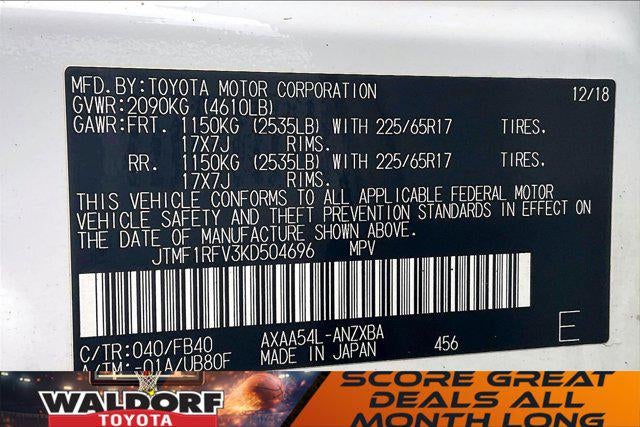 MFD. BY: TOYOTA MOTOR CORPORATION 12/18
GVWR: 2090KG (4610LB)
GAWR: FRT. 1150KG (2535LB) WITH 225/65R17 TIRES.
17X7J RIMS.
RR. 1150KG (2535LB) WITH 225/65R17 TIRES.
17X7J RIMS.
THIS VEHICLE CONFORMS TO ALL APPLICABLE FEDERAL MOTOR
VEHICLE SAFETY AND THEFT PREVENTION STANDARDS IN EFFECT ON
THE DATE OF MANUFACTURE SHOWN ABOVE.
JTMF1RFV3KD504696 MPV
C/TR: 040/FB40 AXAA54L-ANZXBA
A/TM: -01A/UB80F MADE IN JAPAN 456 E
WALDORF
TOYOTA
SCORE GREAT
DEALS ALL
MONTH LONG